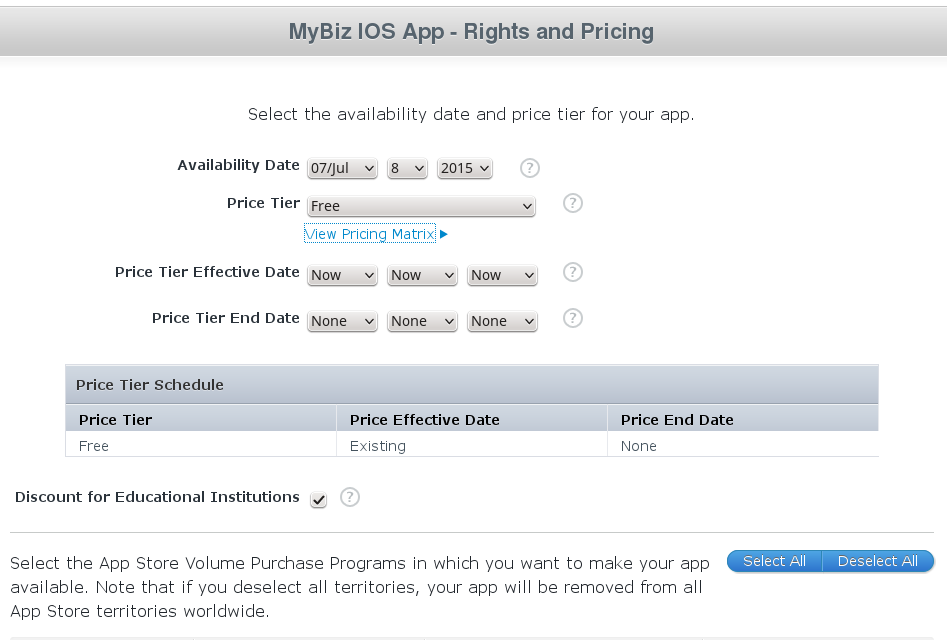 MyBiz IOS App - Rights and Pricing
Select the availability date and price tier for your app.
Availability Date 07/Jul 8 2015 ?
Price Tier Free ?
View Pricing Matrix
Price Tier Effective Date Now Now Now ?
Price Tier End Date None None None ?
Price Tier Schedule
Price Tier Price Effective Date Price End Date
Free Existing None
Discount for Educational Institutions ?
Select the App Store Volume Purchase Programs in which you want to make your app
available. Note that if you deselect all territories, your app will be removed from all
App Store territories worldwide.
Select All Deselect All